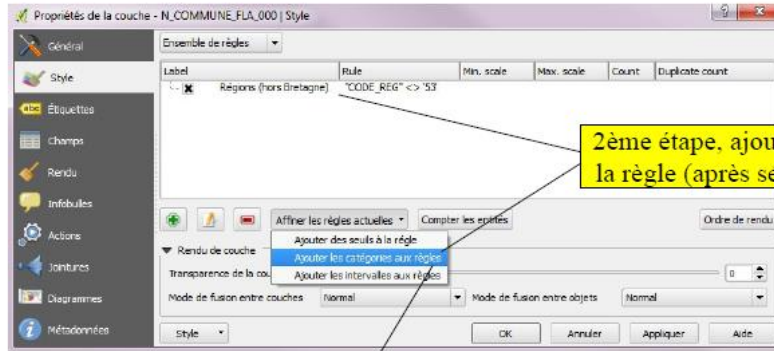 Propriétés de la couche - N_COMMUNE_FLA_000 | Style
Général
Style
Étiquettes
Champs
Rendu
Infobulles
Actions
Jointures
Diagrammes
Métadonnées
Ensemble de règles
Label Rule Min. scale Max. scale Count Duplicate count
Régions (hors Bretagne) "CODE_REG" <> '53'
2ème étape, ajou
la règle (après sé
Affiner les règles actuelles Compter les entités Ordre de rendu
Ajouter des seuils à la règle
Ajouter les catégories aux règles
Ajouter les intervalles aux règles
Rendu de couche
Transparence de la cou 0
Mode de fusion entre couches Normal Mode de fusion entre objets Normal
Style OK Annuler Appliquer Aide